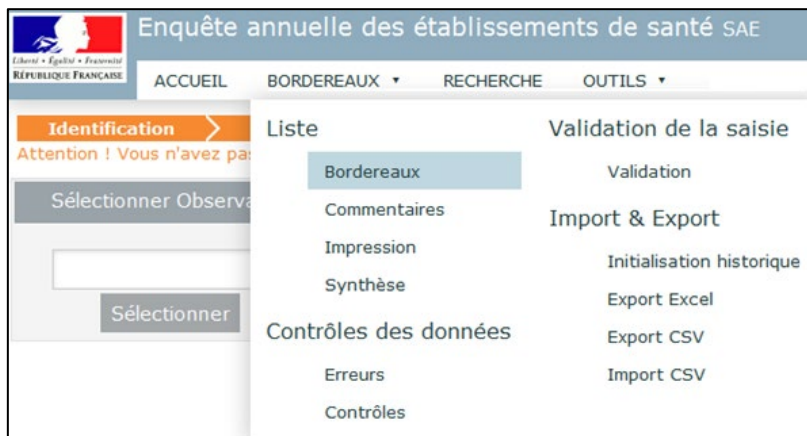 Enquête annuelle des établissements de santé SAE
Liberté • Égalité • Fraternité
RÉPUBLIQUE FRANÇAISE
ACCUEIL BORDEREAUX ▾ RECHERCHE OUTILS ▾
Identification
Attention ! Vous n'avez pa
Sélectionner Observa
Sélectionner
Liste
Bordereaux
Commentaires
Impression
Synthèse
Contrôles des données
Erreurs
Contrôles
Validation de la saisie
Validation
Import & Export
Initialisation historique
Export Excel
Export CSV
Import CSV